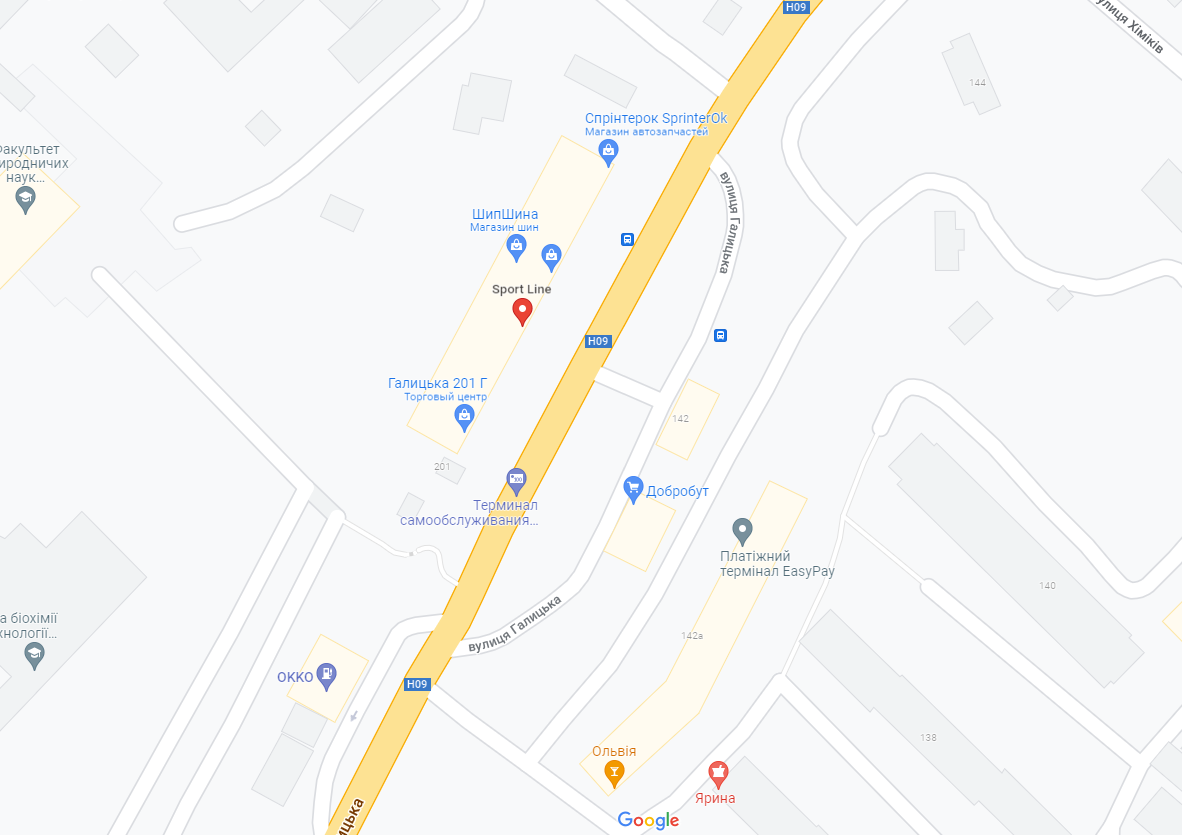 H09
улиця Хіміків
144
Спрінтерок SprinterOk
Магазин автозапчастей
Факультет
иродничих
наук...
вулиця Галицька
ШипШина
Магазин шин
Sport Line
H09
Галицька 201 Г
Торговый центр
142
201
Терминал
самообслуживания...
Добробут
Платіжний
термінал EasyPay
140
вулиця Галицька
а біохімії
хнології...
142а
ОККО
H09
138
Ольвія
Ярина
ицька
Google